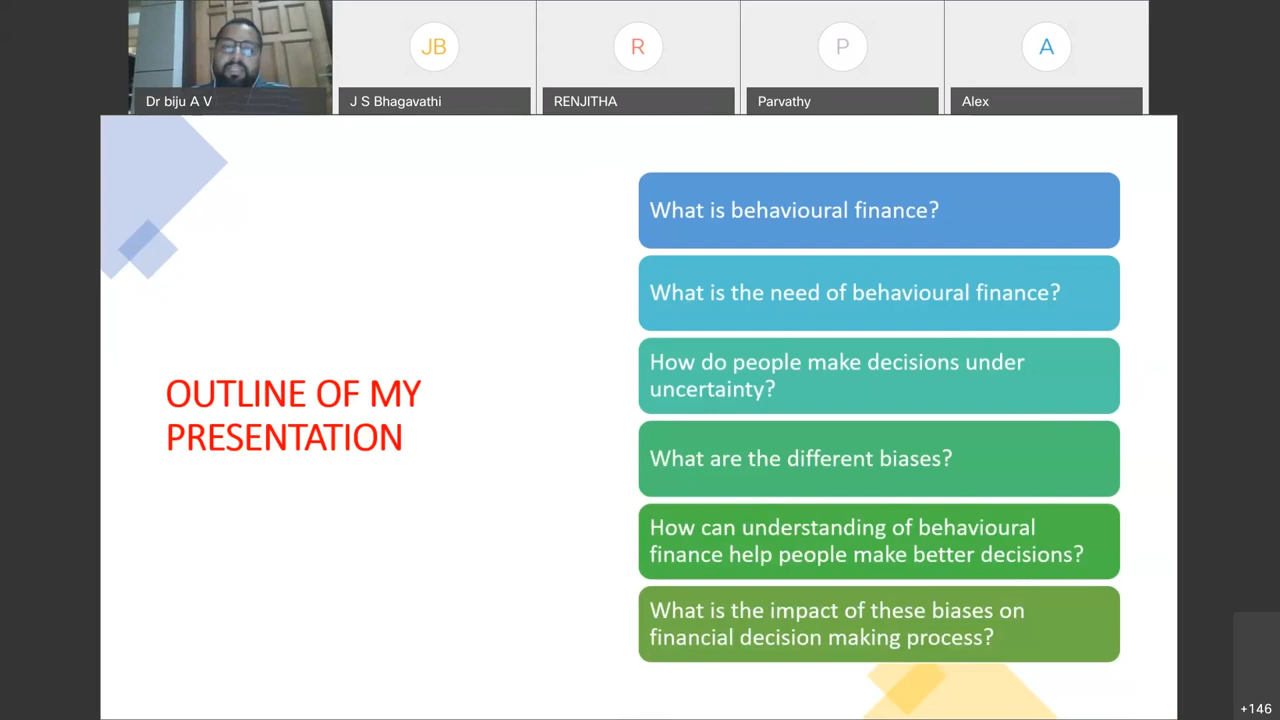 JB
R
P
A
Dr biju A V
J S Bhagavathi
RENJITHA
Parvathy
Alex
OUTLINE OF MY
PRESENTATION
What is behavioural finance?
What is the need of behavioural finance?
How do people make decisions under
uncertainty?
What are the different biases?
How can understanding of behavioural
finance help people make better decisions?
What is the impact of these biases on
financial decision making process?
+146